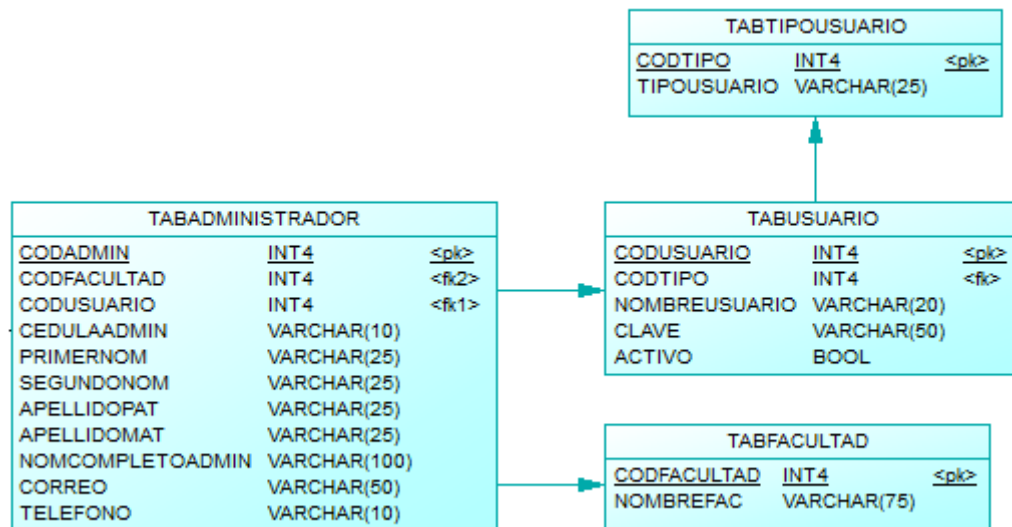 TABTIPOUSUARIO
CODTIPO INT4 <pk>
TIPOUSUARIO VARCHAR(25)
TABADMINISTRADOR
CODADMIN INT4 <pk>
CODFACULTAD INT4 <fk2>
CODUSUARIO INT4 <fk1>
CEDULAADMIN VARCHAR(10)
PRIMERNOM VARCHAR(25)
SEGUNDONOM VARCHAR(25)
APELLIDOPAT VARCHAR(25)
APELLIDOMAT VARCHAR(25)
NOMCOMPLETOADMIN VARCHAR(100)
CORREO VARCHAR(50)
TELEFONO VARCHAR(10)
TABUSUARIO
CODUSUARIO INT4 <pk>
CODTIPO INT4 <fk>
NOMBREUSUARIO VARCHAR(20)
CLAVE VARCHAR(50)
ACTIVO BOOL
TABFACULTAD
CODFACULTAD INT4 <pk>
NOMBREFAC VARCHAR(75)